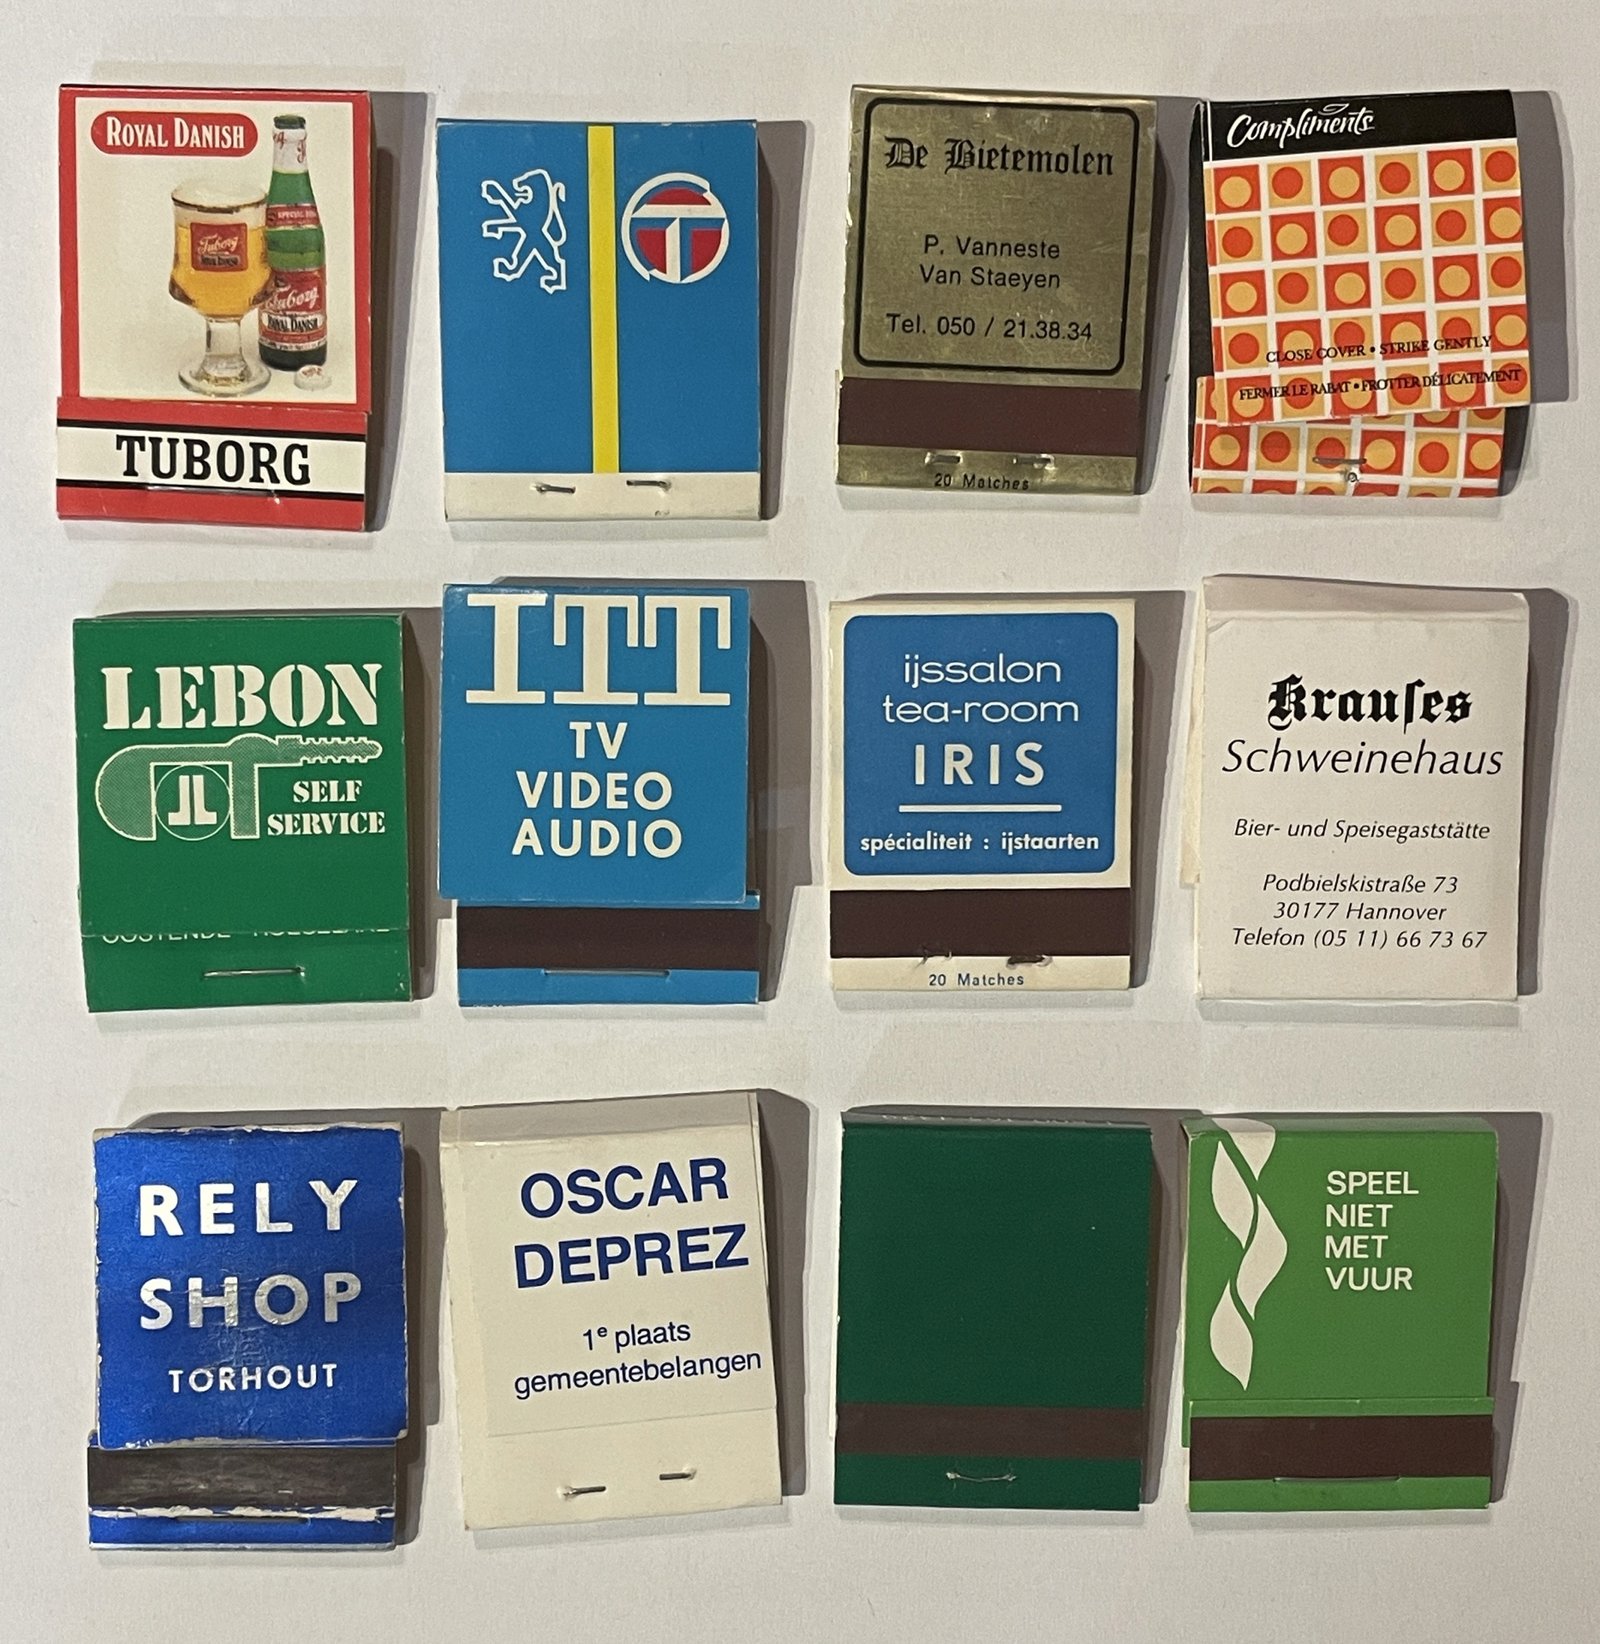 ROYAL DANISH
Tuborg
Tuborg
ROYAL DANISH
TUBORG
T
De Bietemolen
P. Vanneste
Van Staeyen
Tel. 050 / 21.38.34
20 Matches
Compliments
CLOSE COVER • STRIKE GENTLY
FERMER LE RABAT • FROTTER DÉLICATEMENT
LEBON
SELF
SERVICE
OOSTENDE - ROESELARE
ITT
TV
VIDEO
AUDIO
ijssalon
tea-room
IRIS
spécialiteit : ijstaarten
20 Matches
Krauſes
Schweinehaus
Bier- und Speisegaststätte
Podbielskistraße 73
30177 Hannover
Telefon (05 11) 66 73 67
RELY
SHOP
TORHOUT
OSCAR
DEPREZ
1e plaats
gemeentebelangen
SPEEL
NIET
MET
VUUR